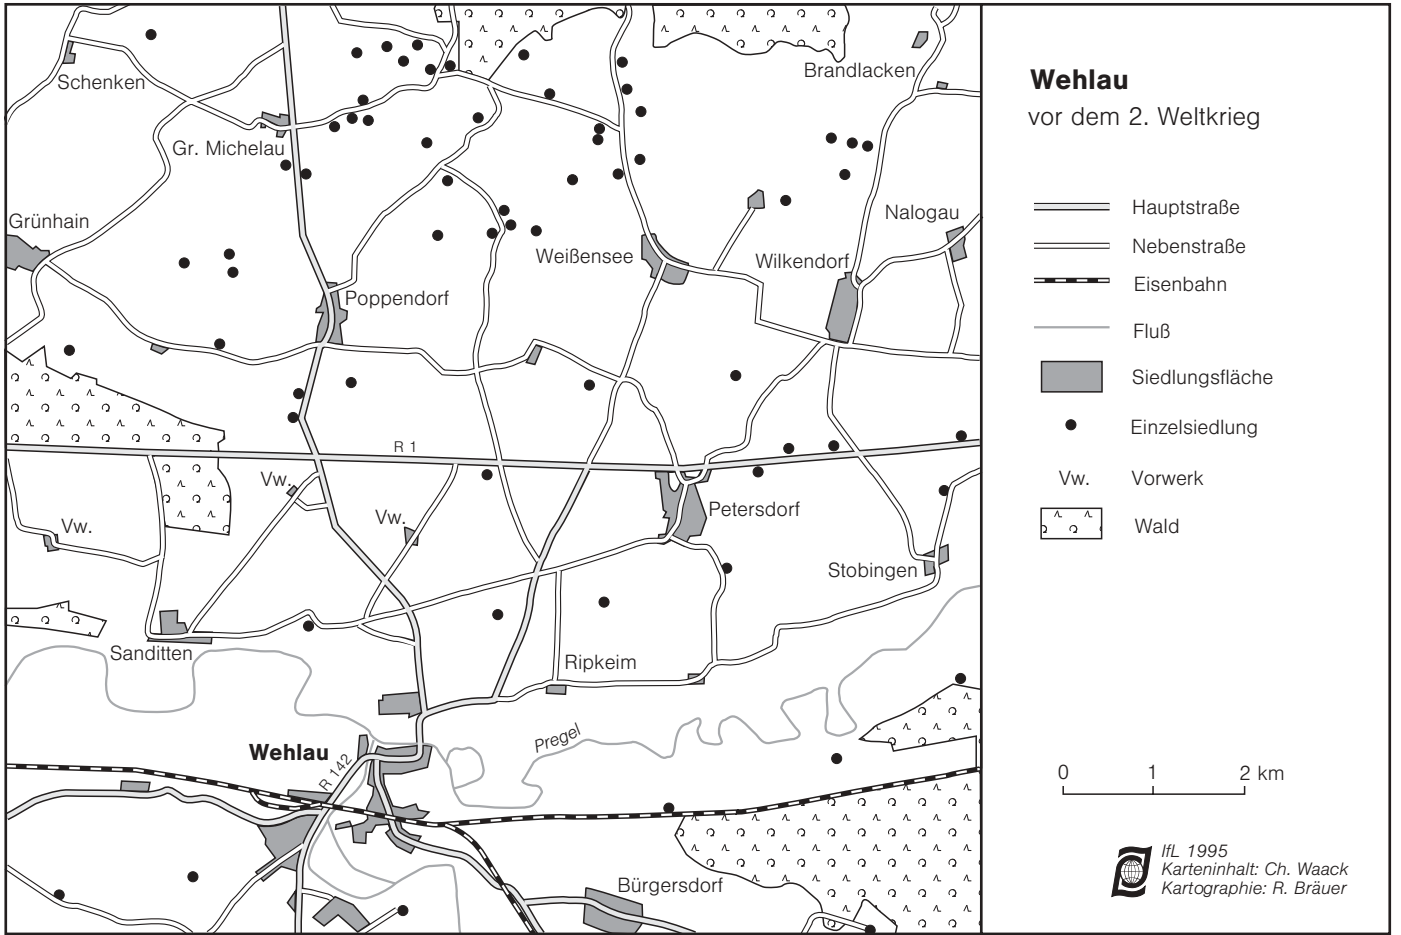 Schenken
Brandlacken
Gr. Michelau
Grünhain
Nalogau
Weißensee
Wilkendorf
Poppendorf
R 1
Vw.
Vw.
Vw.
Petersdorf
Stobingen
Sanditten
Ripkeim
Pregel
Wehlau
R 142
Bürgersdorf
Wehlau
vor dem 2. Weltkrieg
Hauptstraße
Nebenstraße
Eisenbahn
Fluß
Siedlungsfläche
Einzelsiedlung
Vw. Vorwerk
Wald
0 1 2 km
IfL 1995
Karteninhalt: Ch. Waack
Kartographie: R. Bräuer